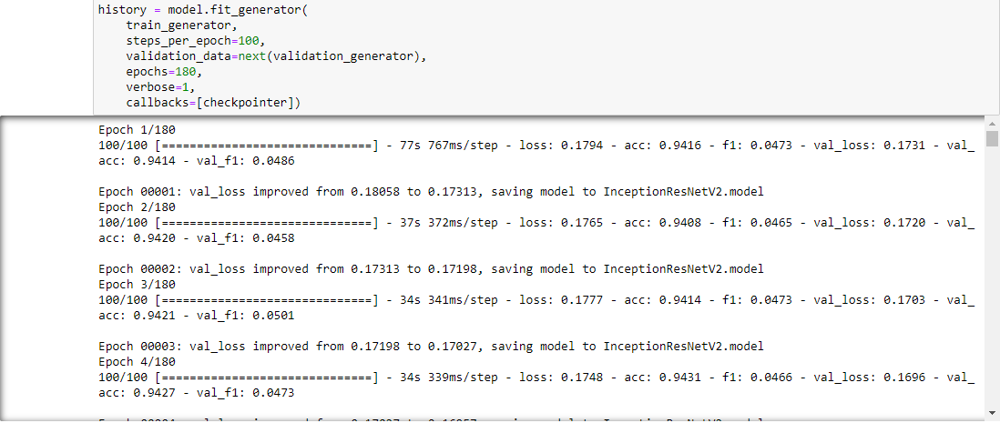 history = model.fit_generator(
    train_generator,
    steps_per_epoch=100,
    validation_data=next(validation_generator),
    epochs=180,
    verbose=1,
    callbacks=[checkpointer])
Epoch 1/180
100/100 [==============================] - 77s 767ms/step - loss: 0.1794 - acc: 0.9416 - f1: 0.0473 - val_loss: 0.1731 - val_
acc: 0.9414 - val_f1: 0.0486
Epoch 00001: val_loss improved from 0.18058 to 0.17313, saving model to InceptionResNetV2.model
Epoch 2/180
100/100 [==============================] - 37s 372ms/step - loss: 0.1765 - acc: 0.9408 - f1: 0.0465 - val_loss: 0.1720 - val_
acc: 0.9420 - val_f1: 0.0458
Epoch 00002: val_loss improved from 0.17313 to 0.17198, saving model to InceptionResNetV2.model
Epoch 3/180
100/100 [==============================] - 34s 341ms/step - loss: 0.1777 - acc: 0.9414 - f1: 0.0473 - val_loss: 0.1703 - val_
acc: 0.9421 - val_f1: 0.0501
Epoch 00003: val_loss improved from 0.17198 to 0.17027, saving model to InceptionResNetV2.model
Epoch 4/180
100/100 [==============================] - 34s 339ms/step - loss: 0.1748 - acc: 0.9431 - f1: 0.0466 - val_loss: 0.1696 - val_
acc: 0.9427 - val_f1: 0.0473